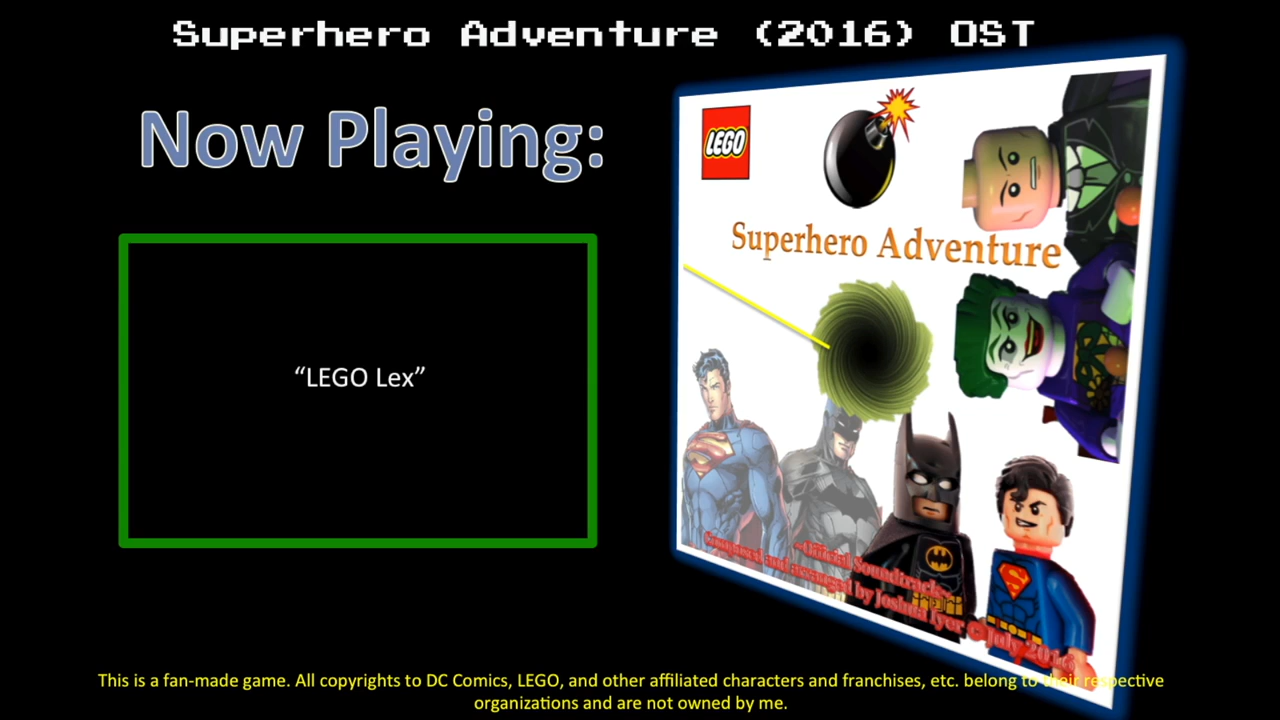 Superhero Adventure (2016) OST
Now Playing:
“LEGO Lex”
LEGO
Superhero Adventure
~Official Soundtrack~
Composed and arranged by Joshua Iyer © July 2016
This is a fan-made game. All copyrights to DC Comics, LEGO, and other affiliated characters and franchises, etc. belong to their respective
organizations and are not owned by me.